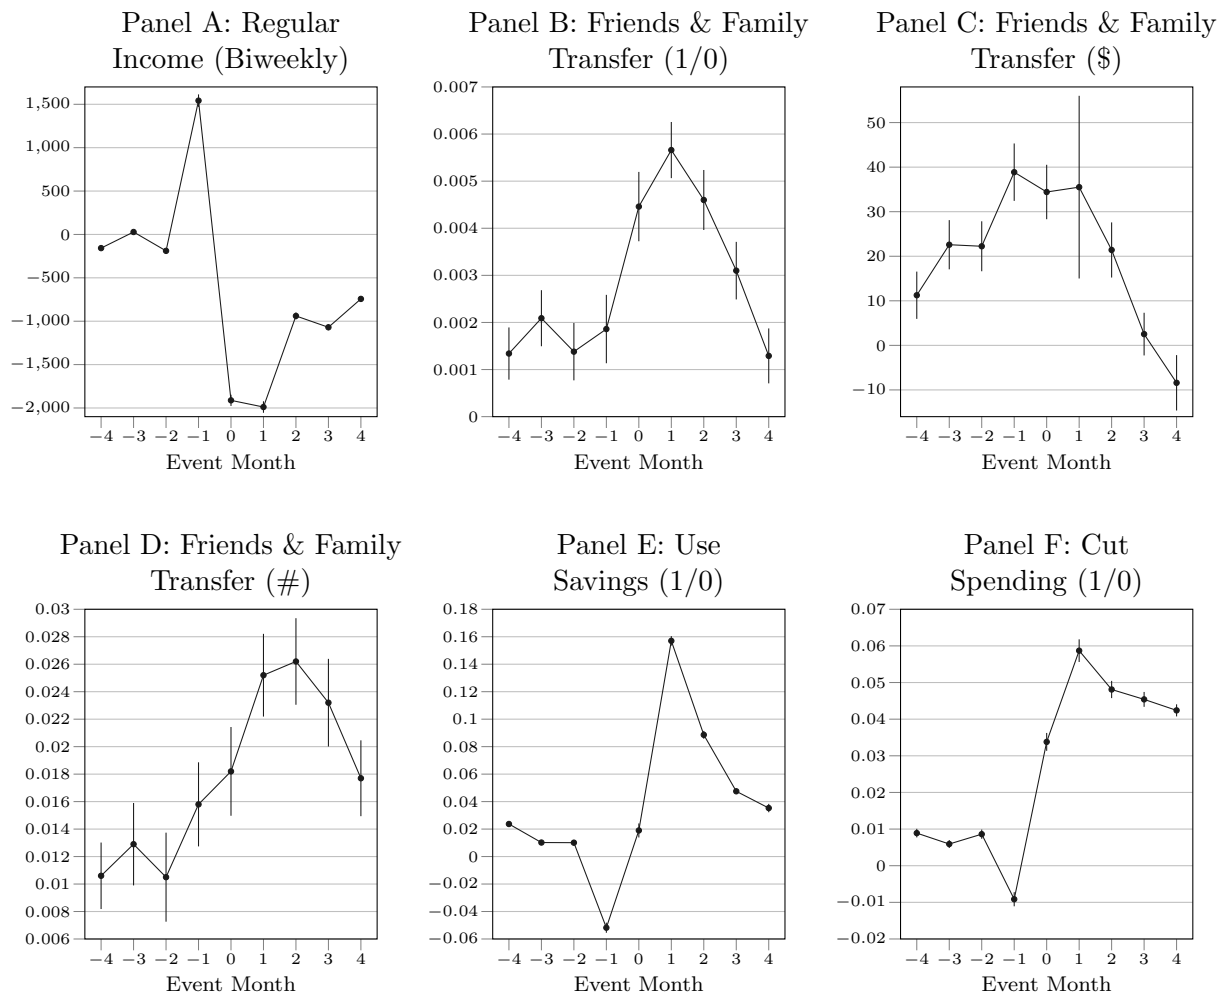 Panel A: Regular
Income (Biweekly)
1,500
1,000
500
0
−500
−1,000
−1,500
−2,000
−4 −3 −2 −1 0 1 2 3 4
Event Month
Panel B: Friends & Family
Transfer (1/0)
0.007
0.006
0.005
0.004
0.003
0.002
0.001
0
−4 −3 −2 −1 0 1 2 3 4
Event Month
Panel C: Friends & Family
Transfer ($)
50
40
30
20
10
0
−10
−4 −3 −2 −1 0 1 2 3 4
Event Month
Panel D: Friends & Family
Transfer (#)
0.03
0.028
0.026
0.024
0.022
0.02
0.018
0.016
0.014
0.012
0.01
0.008
0.006
−4 −3 −2 −1 0 1 2 3 4
Event Month
Panel E: Use
Savings (1/0)
0.18
0.16
0.14
0.12
0.1
0.08
0.06
0.04
0.02
0
−0.02
−0.04
−0.06
−4 −3 −2 −1 0 1 2 3 4
Event Month
Panel F: Cut
Spending (1/0)
0.07
0.06
0.05
0.04
0.03
0.02
0.01
0
−0.01
−0.02
−4 −3 −2 −1 0 1 2 3 4
Event Month